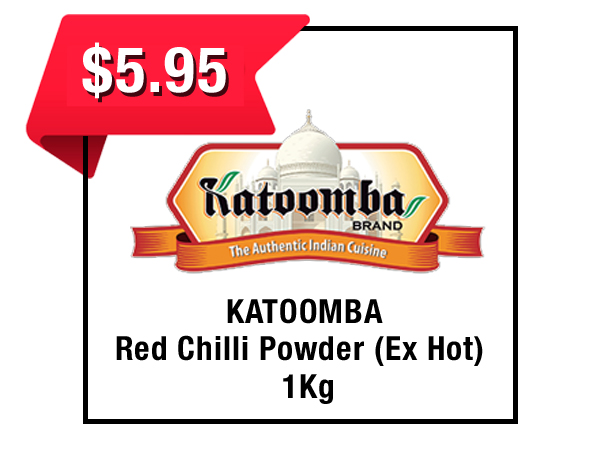 $5.95
Katoomba
BRAND
The Authentic Indian Cuisine
KATOOMBA
Red Chilli Powder (Ex Hot)
1Kg